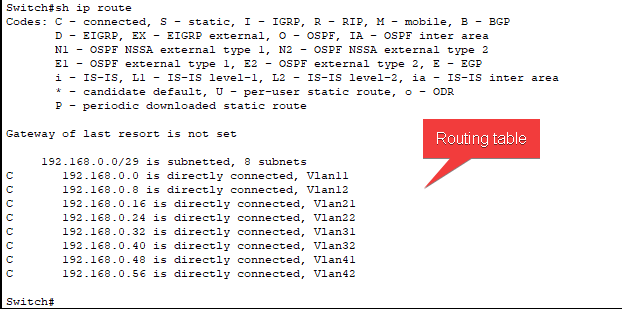 Switch#sh ip route
Codes: C - connected, S - static, I - IGRP, R - RIP, M - mobile, B - BGP
D - EIGRP, EX - EIGRP external, O - OSPF, IA - OSPF inter area
N1 - OSPF NSSA external type 1, N2 - OSPF NSSA external type 2
E1 - OSPF external type 1, E2 - OSPF external type 2, E - EGP
i - IS-IS, L1 - IS-IS level-1, L2 - IS-IS level-2, ia - IS-IS inter area
* - candidate default, U - per-user static route, o - ODR
P - periodic downloaded static route
Gateway of last resort is not set
Routing table
192.168.0.0/29 is subnetted, 8 subnets
C 192.168.0.0 is directly connected, Vlan11
C 192.168.0.8 is directly connected, Vlan12
C 192.168.0.16 is directly connected, Vlan21
C 192.168.0.24 is directly connected, Vlan22
C 192.168.0.32 is directly connected, Vlan31
C 192.168.0.40 is directly connected, Vlan32
C 192.168.0.48 is directly connected, Vlan41
C 192.168.0.56 is directly connected, Vlan42
Switch#